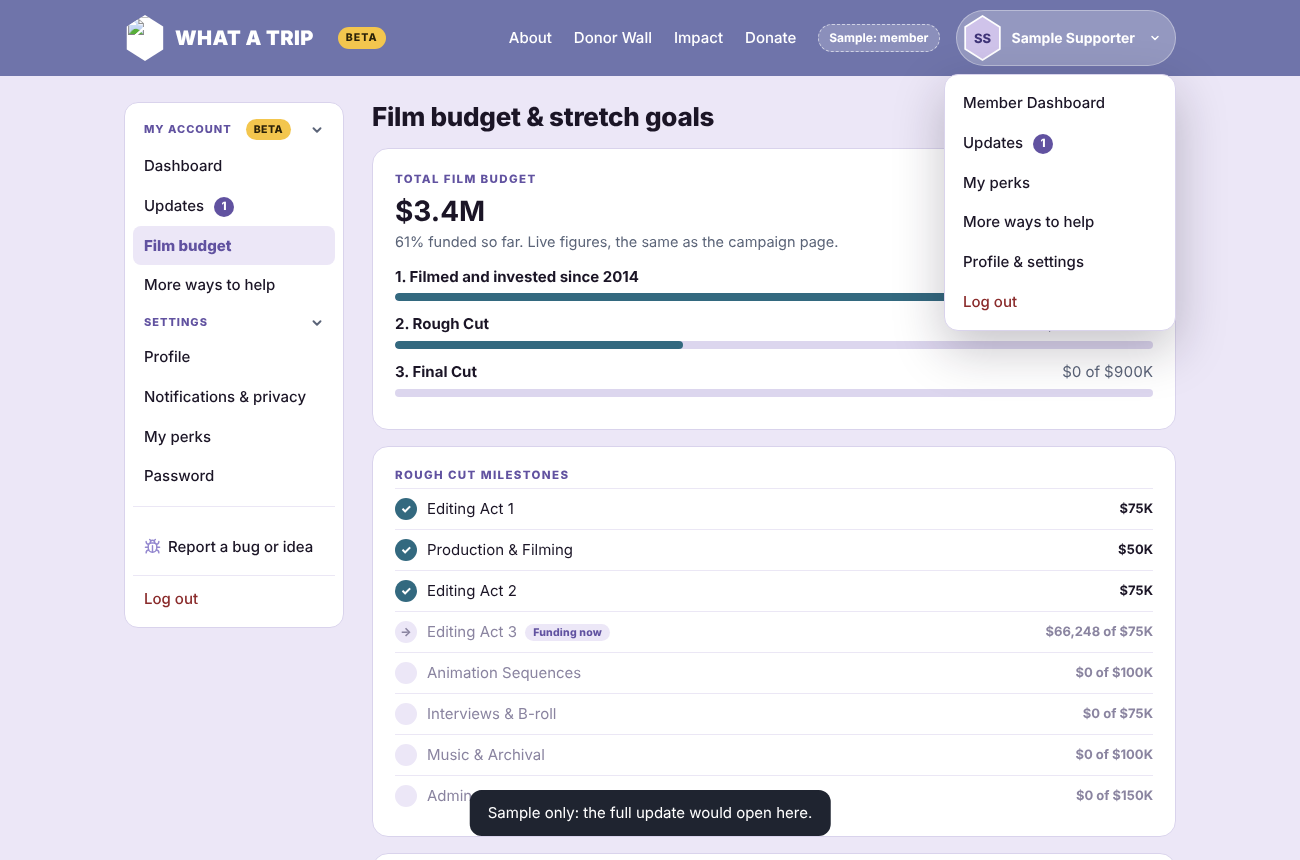 WHAT A TRIP
BETA
About
Donor Wall
Impact
Donate
Sample: member
SS
Sample Supporter
Member Dashboard
Updates 1
My perks
More ways to help
Profile & settings
Log out
MY ACCOUNT BETA
Dashboard
Updates 1
Film budget
More ways to help
SETTINGS
Profile
Notifications & privacy
My perks
Password
Report a bug or idea
Log out
Film budget & stretch goals
TOTAL FILM BUDGET
$3.4M
61% funded so far. Live figures, the same as the campaign page.
1. Filmed and invested since 2014
2. Rough Cut
3. Final Cut $0 of $900K
ROUGH CUT MILESTONES
Editing Act 1 $75K
Production & Filming $50K
Editing Act 2 $75K
Editing Act 3 Funding now $66,248 of $75K
Animation Sequences $0 of $100K
Interviews & B-roll $0 of $75K
Music & Archival $0 of $100K
Admin $0 of $150K
Sample only: the full update would open here.